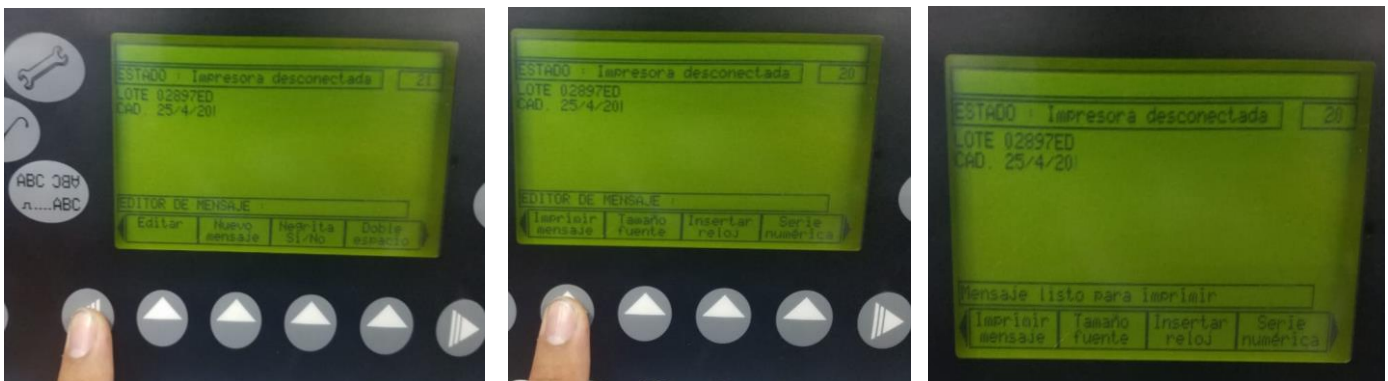 ESTADO : Impresora desconectada 21
LOTE 02897ED
CAD. 25/4/20
EDITOR DE MENSAJE :
Editar Nuevo mensaje Negrita Si/No Doble espacio
ABC
ABC
ESTADO : Impresora desconectada 20
LOTE 02897ED
CAD. 25/4/20
EDITOR DE MENSAJE :
Imprimir mensaje Tamaño fuente Insertar reloj Serie numérica
ESTADO : Impresora desconectada 20
LOTE 02897ED
CAD. 25/4/20
Mensaje listo para imprimir
Imprimir mensaje Tamaño fuente Insertar reloj Serie numérica